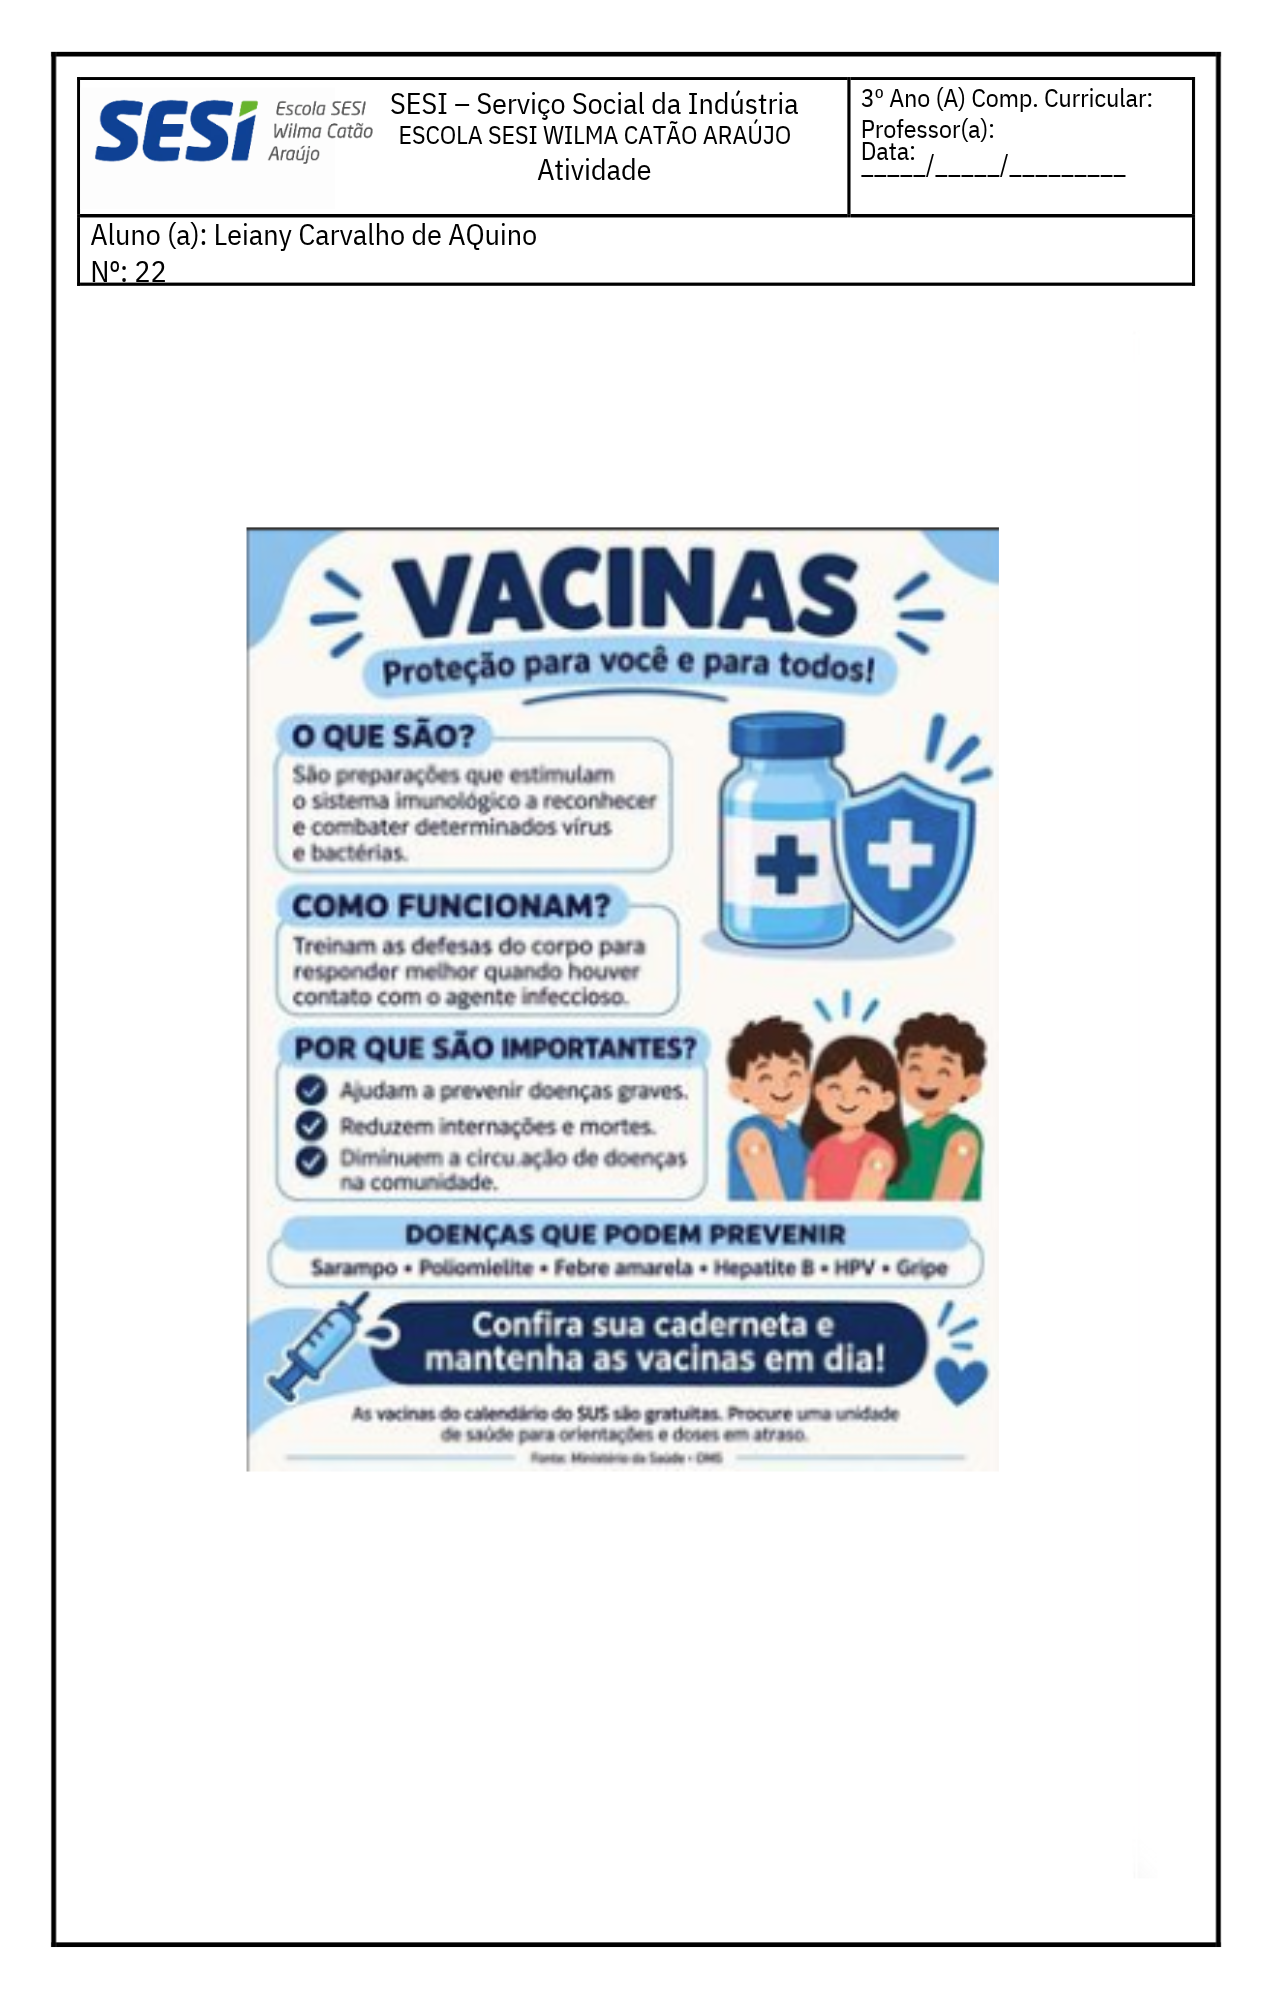 SESI
Escola SESI
Wilma Catão
Araújo
SESI – Serviço Social da Indústria
ESCOLA SESI WILMA CATÃO ARAÚJO
Atividade
3º Ano (A) Comp. Curricular:
Professor(a):
Data:
_____/_____/_________
Aluno (a): Leiany Carvalho de AQuino
Nº: 22
VACINAS
Proteção para você e para todos!
O QUE SÃO?
São preparações que estimulam
o sistema imunológico a reconhecer
e combater determinados vírus
e bactérias.
COMO FUNCIONAM?
Treinam as defesas do corpo para
responder melhor quando houver
contato com o agente infeccioso.
POR QUE SÃO IMPORTANTES?
Ajudam a prevenir doenças graves.
Reduzem internações e mortes.
Diminuem a circulação de doenças
na comunidade.
DOENÇAS QUE PODEM PREVENIR
Sarampo • Poliomielite • Febre amarela • Hepatite B • HPV • Gripe
Confira sua caderneta e
mantenha as vacinas em dia!
As vacinas do calendário do SUS são gratuitas. Procure uma unidade
de saúde para orientações e doses em atraso.
Fonte: Ministério da Saúde • OMS